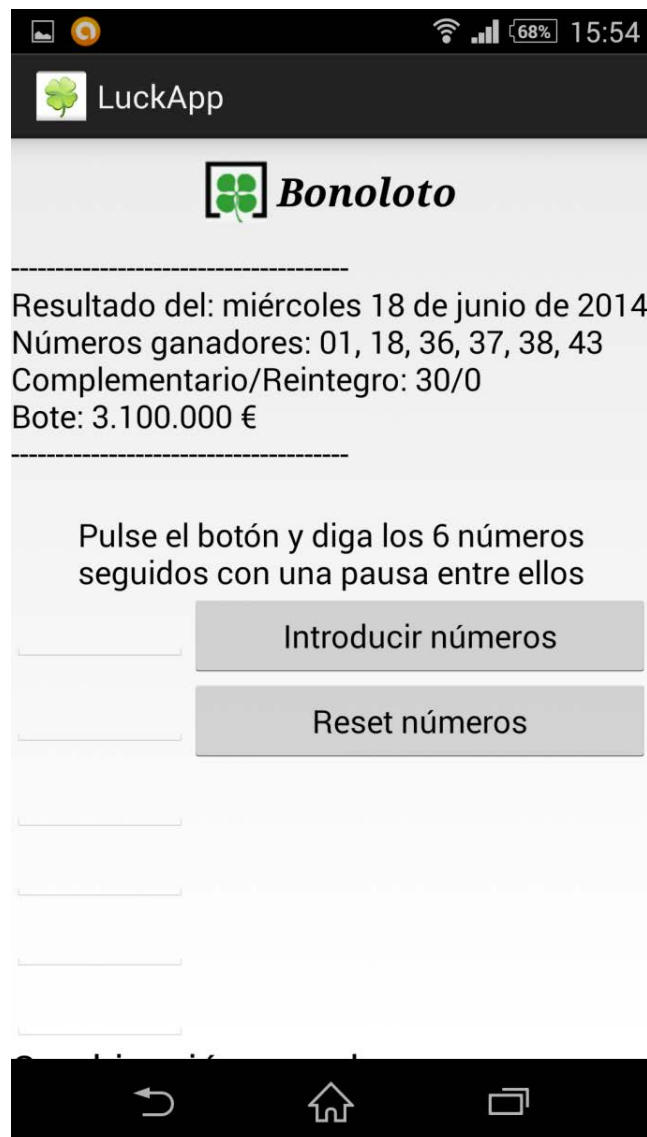 68% 15:54
LuckApp
Bonoloto
---------------------------------------
Resultado del: miércoles 18 de junio de 2014
Números ganadores: 01, 18, 36, 37, 38, 43
Complementario/Reintegro: 30/0
Bote: 3.100.000 €
---------------------------------------
Pulse el botón y diga los 6 números
seguidos con una pausa entre ellos
Introducir números
Reset números